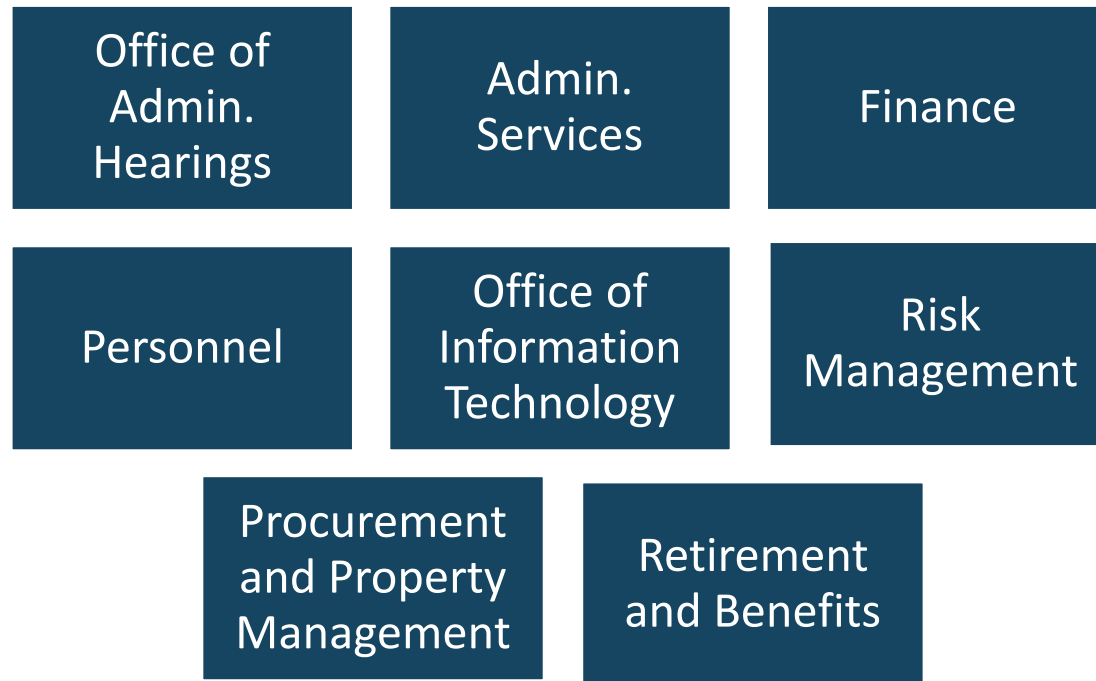 Office of
Admin.
Hearings
Admin.
Services
Finance
Personnel
Office of
Information
Technology
Risk
Management
Procurement
and Property
Management
Retirement
and Benefits